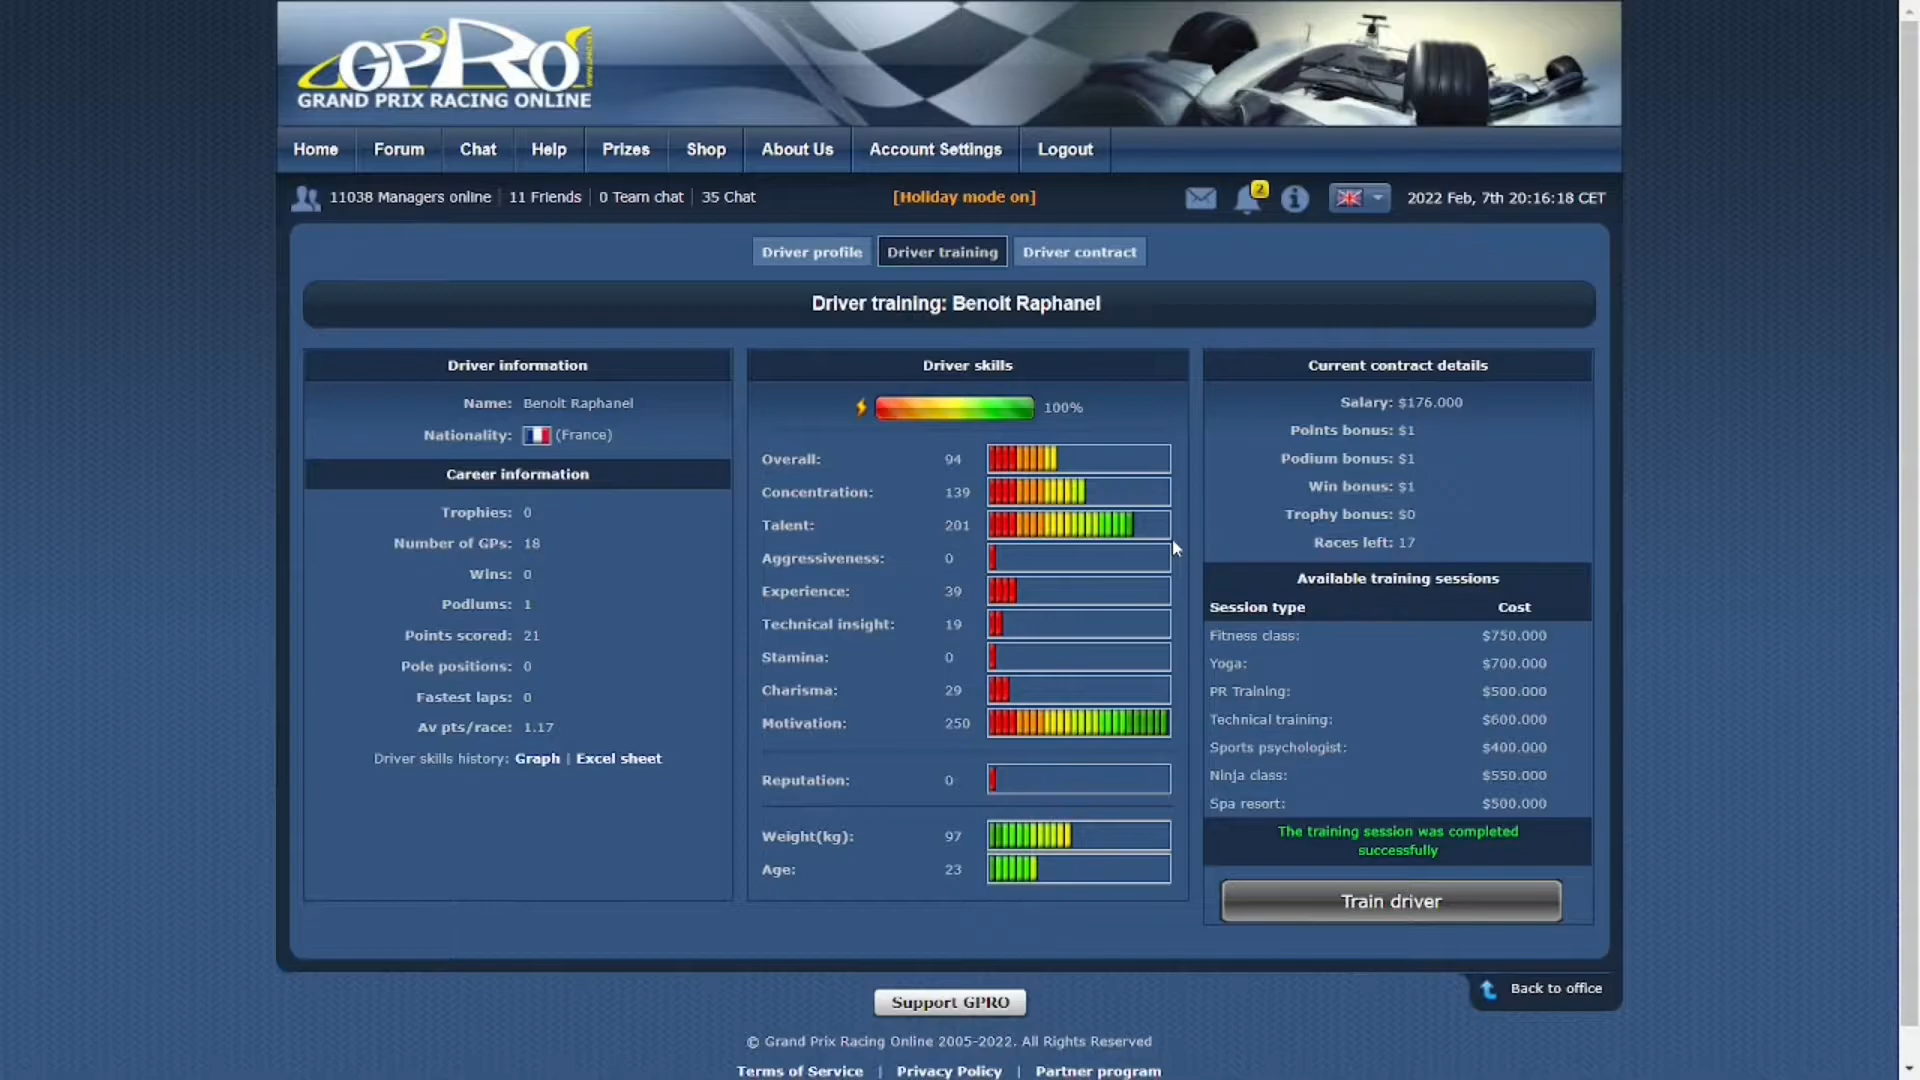 GPRO
www.gpro.net
GRAND PRIX RACING ONLINE
Home Forum Chat Help Prizes Shop About Us Account Settings Logout
11038 Managers online 11 Friends 0 Team chat 35 Chat [Holiday mode on] 2 2022 Feb, 7th 20:16:18 CET
Driver profile Driver training Driver contract
Driver training: Benoit Raphanel
Driver information
Name: Benoit Raphanel
Nationality: (France)
Career information
Trophies: 0
Number of GPs: 18
Wins: 0
Podiums: 1
Points scored: 21
Pole positions: 0
Fastest laps: 0
Av pts/race: 1.17
Driver skills history: Graph | Excel sheet
Driver skills
100%
Overall: 94
Concentration: 139
Talent: 201
Aggressiveness: 0
Experience: 39
Technical insight: 19
Stamina: 0
Charisma: 29
Motivation: 250
Reputation: 0
Weight(kg): 97
Age: 23
Current contract details
Salary: $176.000
Points bonus: $1
Podium bonus: $1
Win bonus: $1
Trophy bonus: $0
Races left: 17
Available training sessions
Session type Cost
Fitness class: $750.000
Yoga: $700.000
PR Training: $500.000
Technical training: $600.000
Sports psychologist: $400.000
Ninja class: $550.000
Spa resort: $500.000
The training session was completed
successfully
Train driver
Back to office
Support GPRO
© Grand Prix Racing Online 2005-2022. All Rights Reserved
Terms of Service | Privacy Policy | Partner program